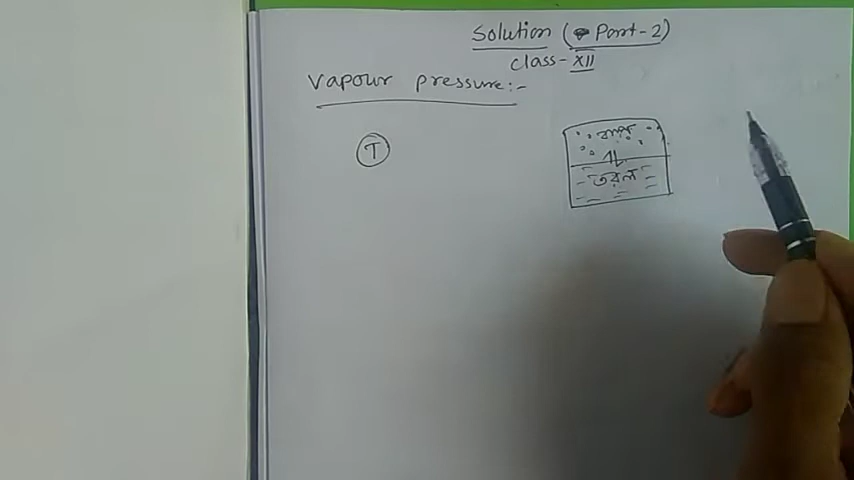 Solution (Part-2)
class-XII
Vapour pressure:-
T
বাষ্প
⇅
তরল